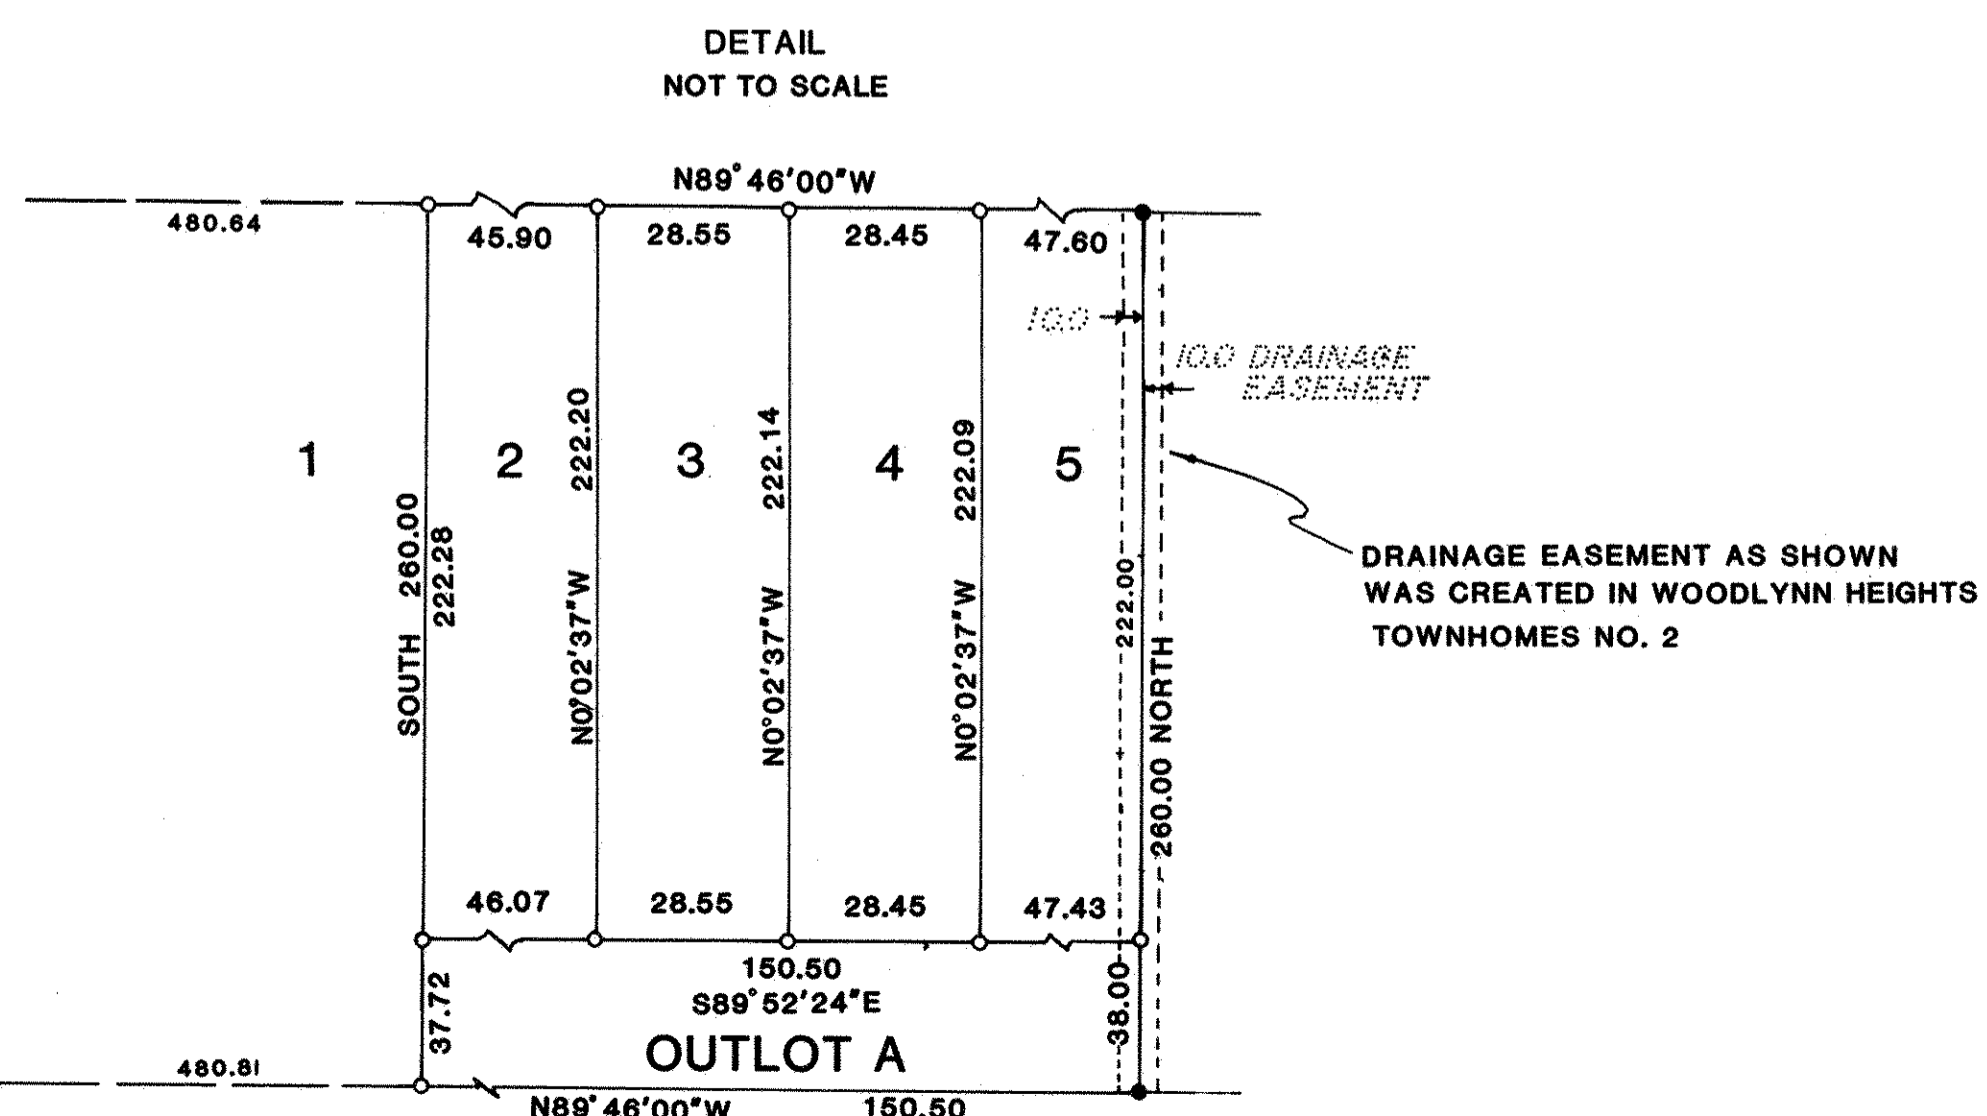 DETAIL
NOT TO SCALE
N89°46'00"W
480.64
45.90
28.55
28.45
47.60
10.0
10.0 DRAINAGE
EASEMENT
1
2
3
4
5
SOUTH 260.00
222.28
N0°02'37"W 222.20
N0°02'37"W 222.14
N0°02'37"W 222.09
222.00
260.00 NORTH
DRAINAGE EASEMENT AS SHOWN
WAS CREATED IN WOODLYNN HEIGHTS
TOWNHOMES NO. 2
46.07
28.55
28.45
47.43
150.50
S89°52'24"E
37.72
38.00
OUTLOT A
480.81
N89°46'00"W
150.50